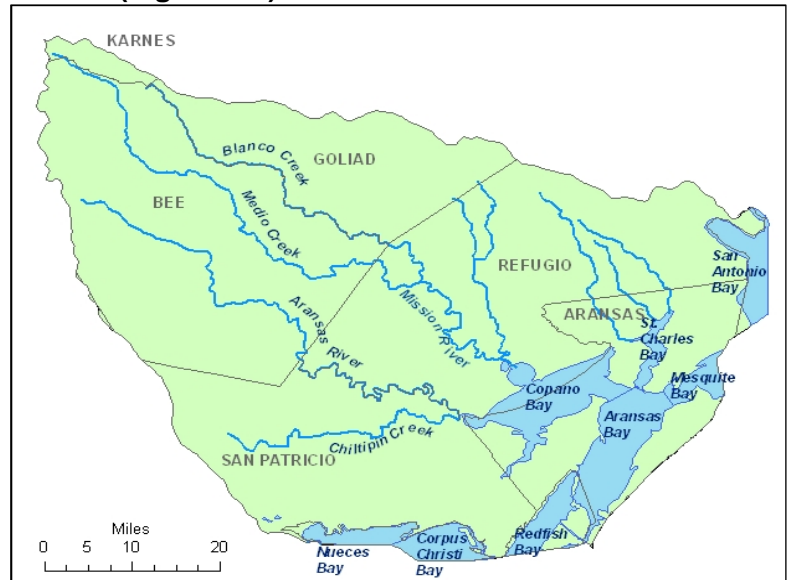 KARNES
Blanco Creek
GOLIAD
BEE
Medio Creek
San
Antonio
Bay
REFUGIO
Mission River
Aransas River
ARANSAS
St.
Charles
Bay
Mesquite
Bay
Copano
Bay
Aransas
Bay
Chiltipin Creek
SAN PATRICIO
Miles
0 5 10 20
Nueces
Bay
Corpus
Christi
Bay
Redfish
Bay